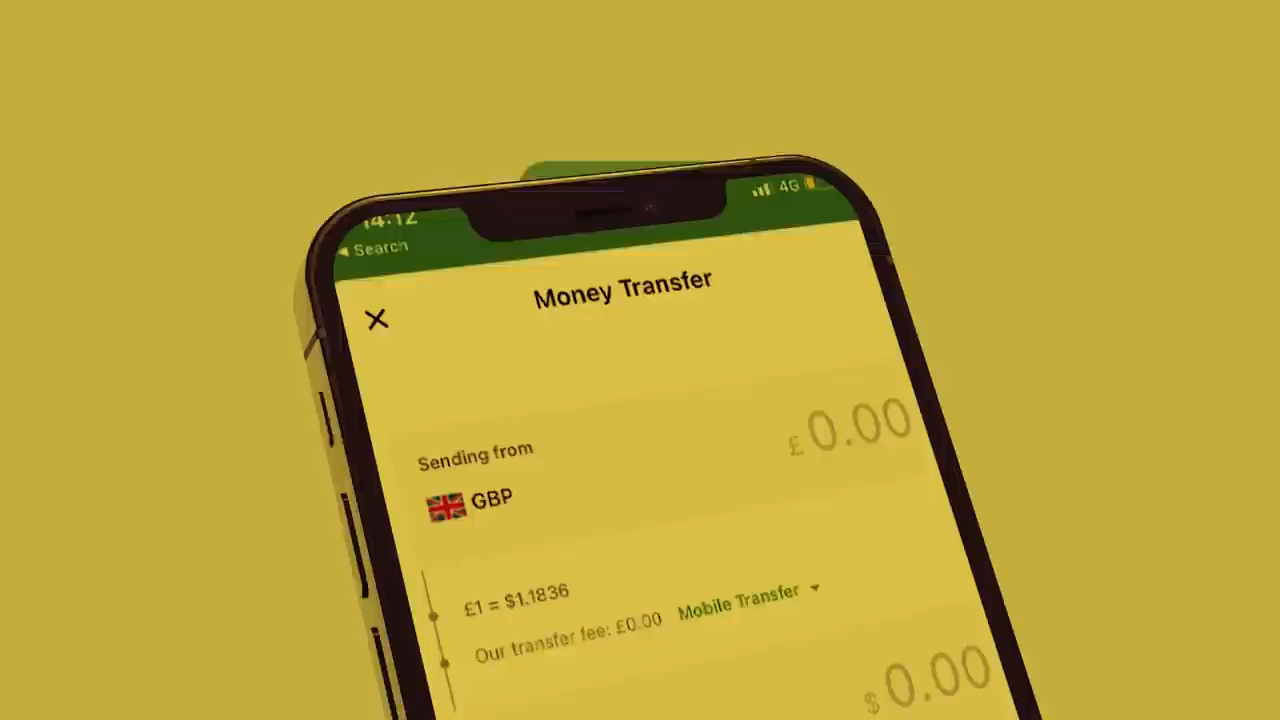 14:12
4G
◀ Search
Money Transfer
Sending from
£0.00
GBP
£1 = $1.1836
Our transfer fee: £0.00 Mobile Transfer
$0.00